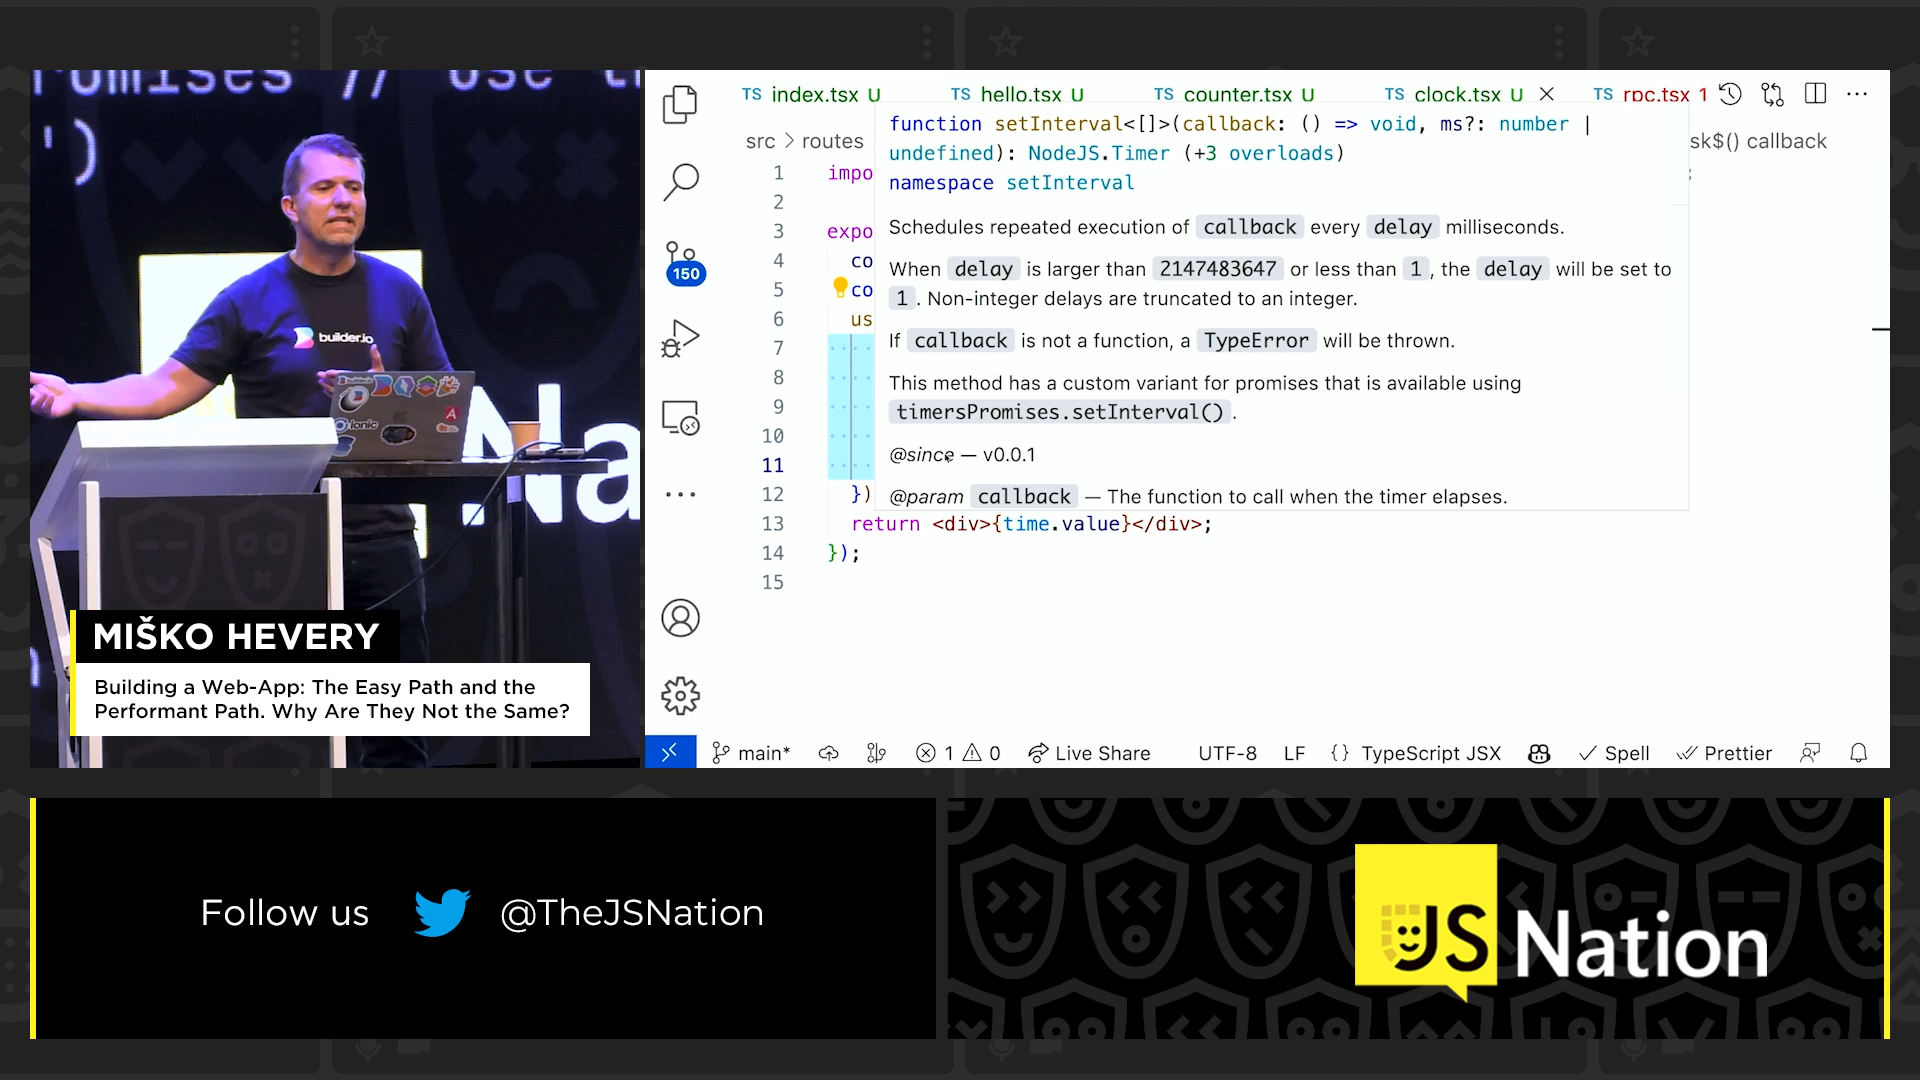 romises // use t
')
builder.io
ionic
Na
MIŠKO HEVERY
Building a Web-App: The Easy Path and the
Performant Path. Why Are They Not the Same?
TS index.tsx U
TS hello.tsx U
TS counter.tsx U
TS clock.tsx U
TS rpc.tsx 1
src > routes
sk$() callback
function setInterval<[]>(callback: () => void, ms?: number |
undefined): NodeJS.Timer (+3 overloads)
namespace setInterval
Schedules repeated execution of callback every delay milliseconds.
When delay is larger than 2147483647 or less than 1, the delay will be set to
1. Non-integer delays are truncated to an integer.
If callback is not a function, a TypeError will be thrown.
This method has a custom variant for promises that is available using
timersPromises.setInterval().
@since — v0.0.1
@param callback — The function to call when the timer elapses.
1 impo
2
3 expo
4 co
5 co
6 us
7
8
9
10
11
12 })
13 return <div>{time.value}</div>;
14 });
15
150
main*
1
0
Live Share
UTF-8
LF
{} TypeScript JSX
Spell
Prettier
Follow us
@TheJSNation
JS Nation